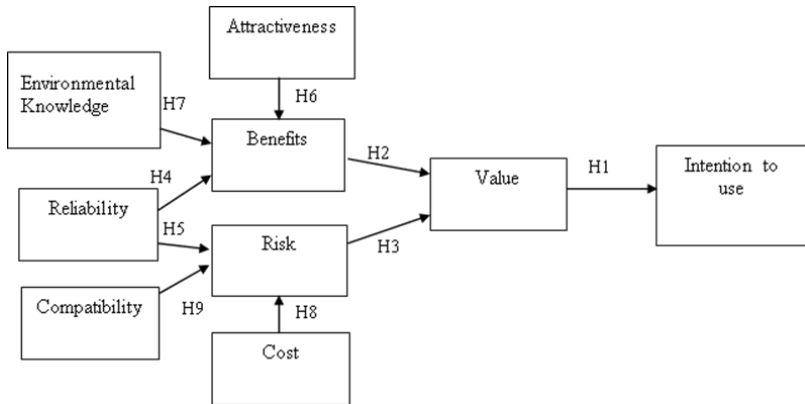 Attractiveness
Environmental
Knowledge
H7
H6
Benefits
H2
H4
Reliability
H5
Value
H1
Intention to
use
Risk
H3
Compatibility
H9
H8
Cost